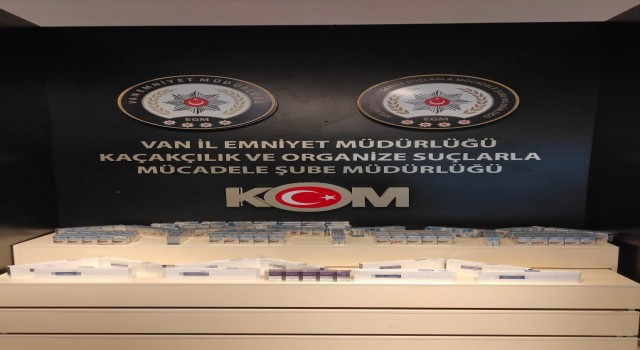 VAN EMNİYET MÜDÜRLÜĞÜ
EGM
EGM
VAN İL EMNİYET MÜDÜRLÜĞÜ
KAÇAKÇILIK VE ORGANİZE SUÇLARLA
MÜCADELE ŞUBE MÜDÜRLÜĞÜ
KOM